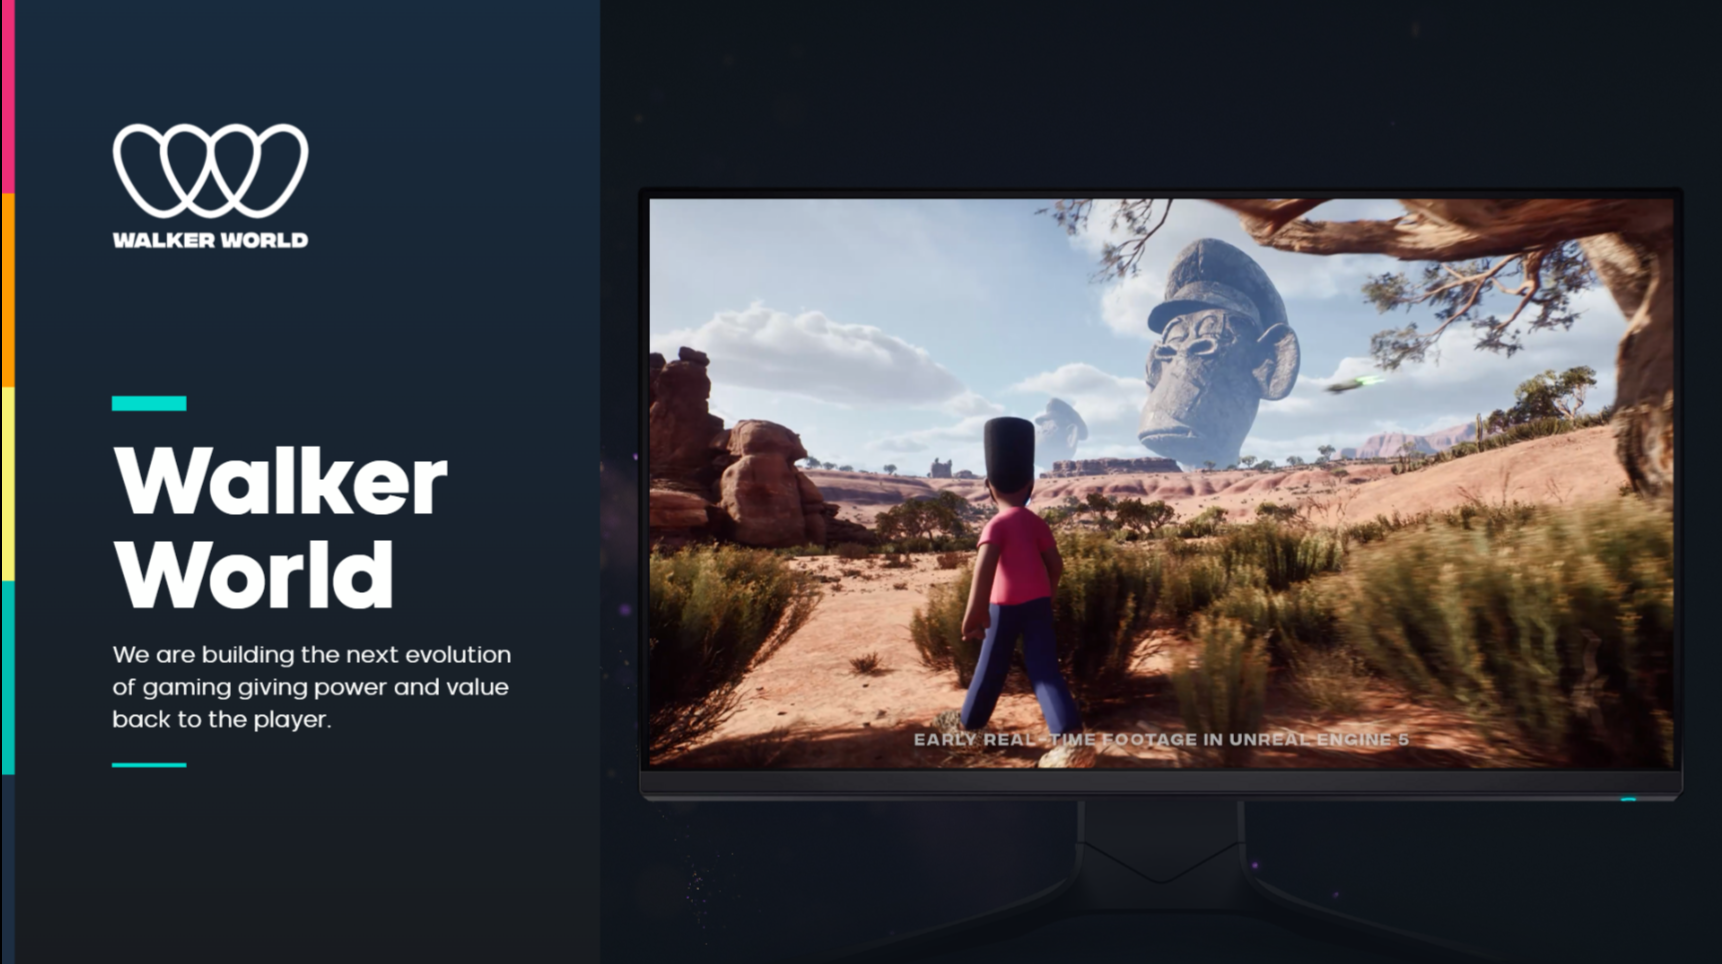 WALKER WORLD
Walker
World
We are building the next evolution
of gaming giving power and value
back to the player.
EARLY REAL-TIME FOOTAGE IN UNREAL ENGINE 5